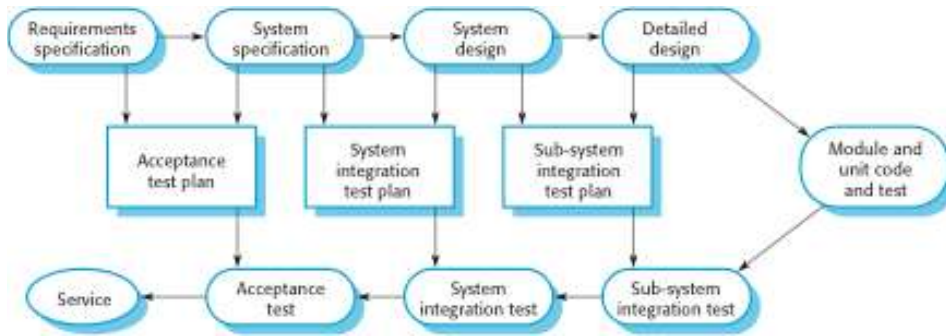 Requirements
specification
System
specification
System
design
Detailed
design
Acceptance
test plan
System
integration
test plan
Sub-system
integration
test plan
Module and
unit code
and test
Service
Acceptance
test
System
integration test
Sub-system
integration test